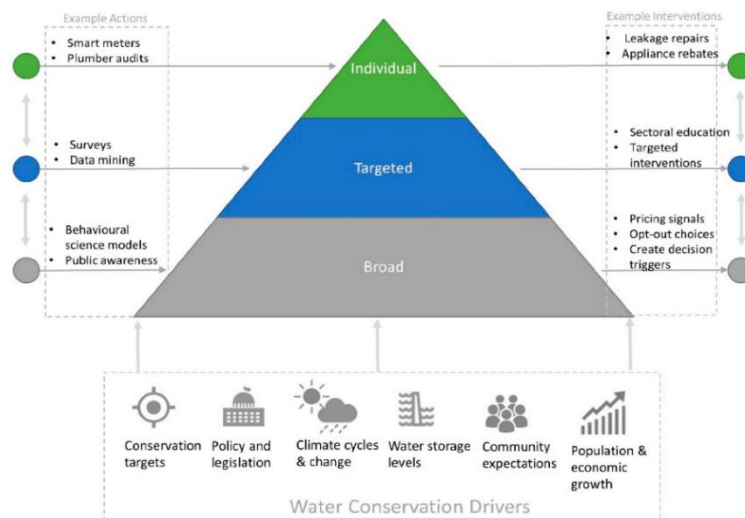 Example Actions
Smart meters
Plumber audits
Surveys
Data mining
Behavioural
science models
Public awareness
Individual
Targeted
Broad
Example Interventions
Leakage repairs
Appliance rebates
Sectoral education
Targeted
interventions
Pricing signals
Opt-out choices
Create decision
triggers
Conservation
targets
Policy and
legislation
Climate cycles
& change
Water storage
levels
Community
expectations
Population &
economic
growth
Water Conservation Drivers